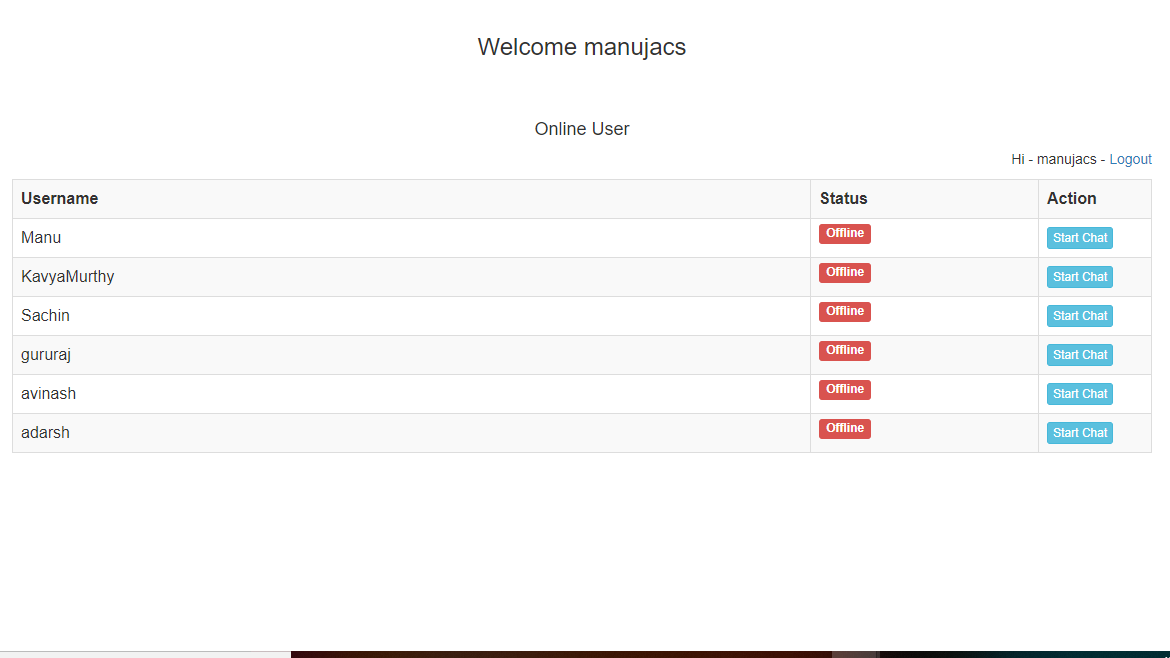 Welcome manujacs
Online User
Hi - manujacs - Logout
Username Status Action
Manu Offline Start Chat
KavyaMurthy Offline Start Chat
Sachin Offline Start Chat
gururaj Offline Start Chat
avinash Offline Start Chat
adarsh Offline Start Chat